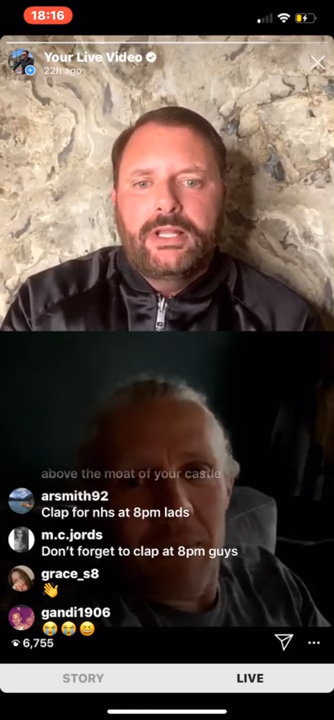 18:16
Your Live Video
22h ago
above the moat of your castle
arsmith92
Clap for nhs at 8pm lads
m.c.jords
Don't forget to clap at 8pm guys
grace_s8
👋
gandi1906
😭😭😆
6,755
STORY
LIVE